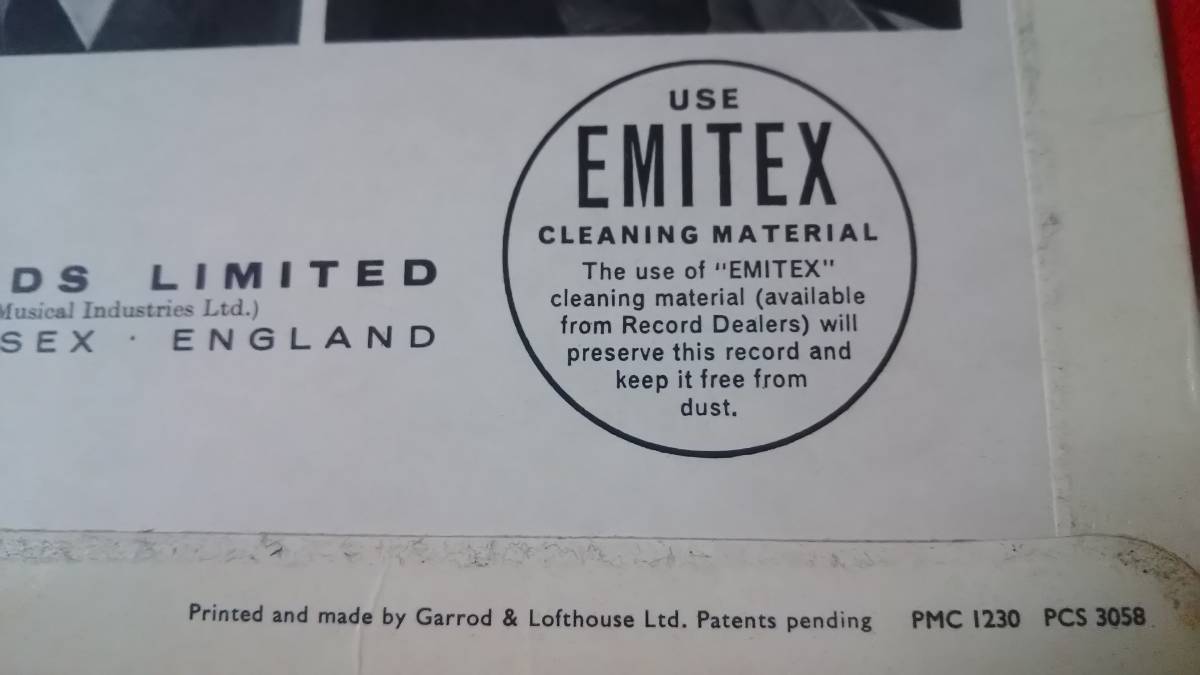 DS LIMITED
Musical Industries Ltd.)
SEX · ENGLAND
USE
EMITEX
CLEANING MATERIAL
The use of "EMITEX"
cleaning material (available
from Record Dealers) will
preserve this record and
keep it free from
dust.
Printed and made by Garrod & Lofthouse Ltd. Patents pending PMC 1230 PCS 3058